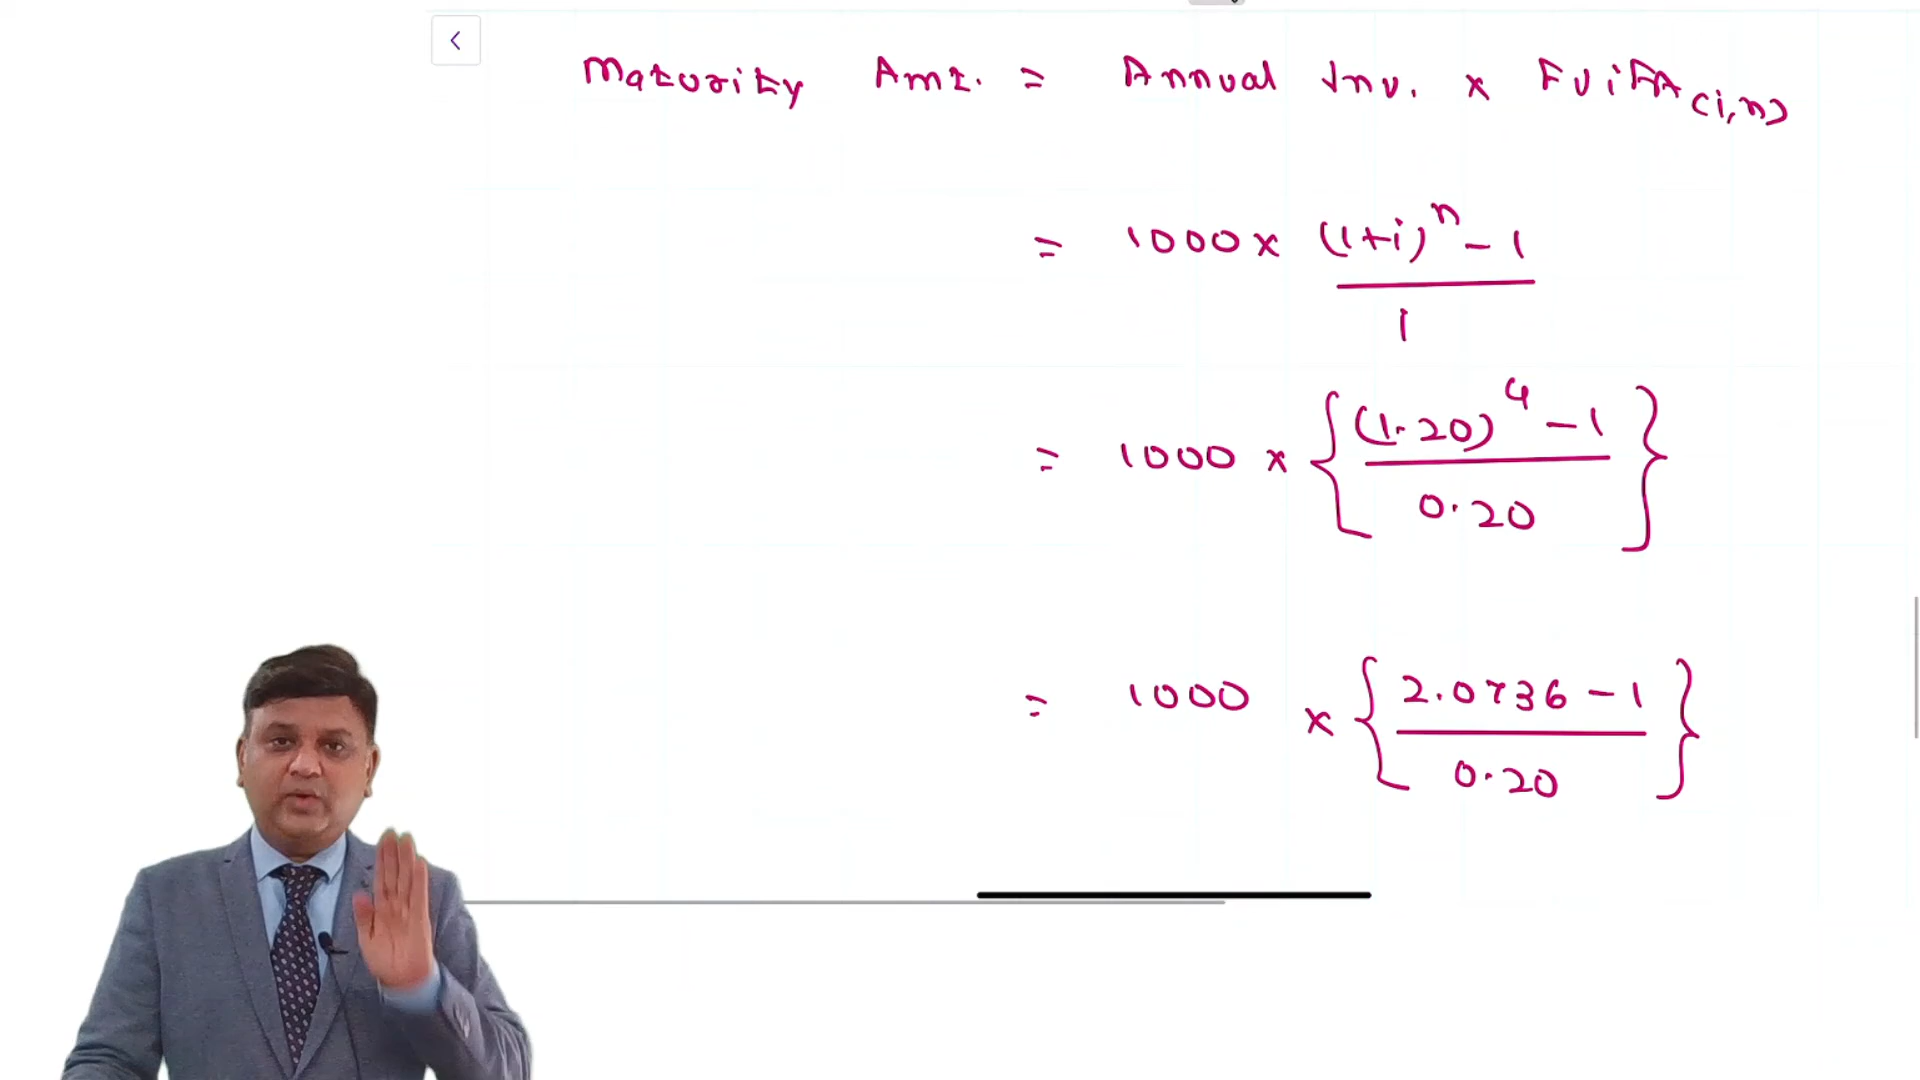 Maturity Amt. = Annual Inv. x FViFA(i,n)
= 1000 x (1+i)^n - 1
i
= 1000 x { (1.20)^4 - 1
0.20 }
= 1000 x { 2.0736 - 1
0.20 }